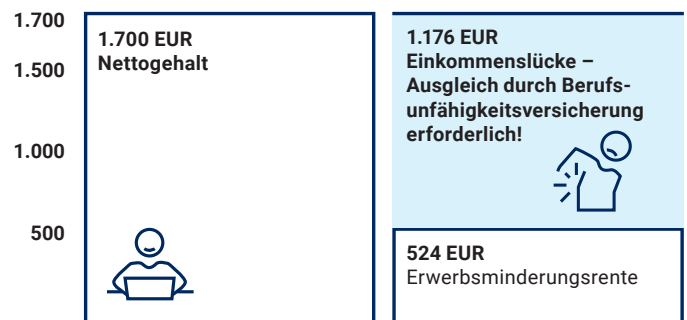 1.700
1.500
1.000
500
1.700 EUR
Nettogehalt
1.176 EUR
Einkommenslücke –
Ausgleich durch Berufs-
unfähigkeitsversicherung
erforderlich!
524 EUR
Erwerbsminderungsrente